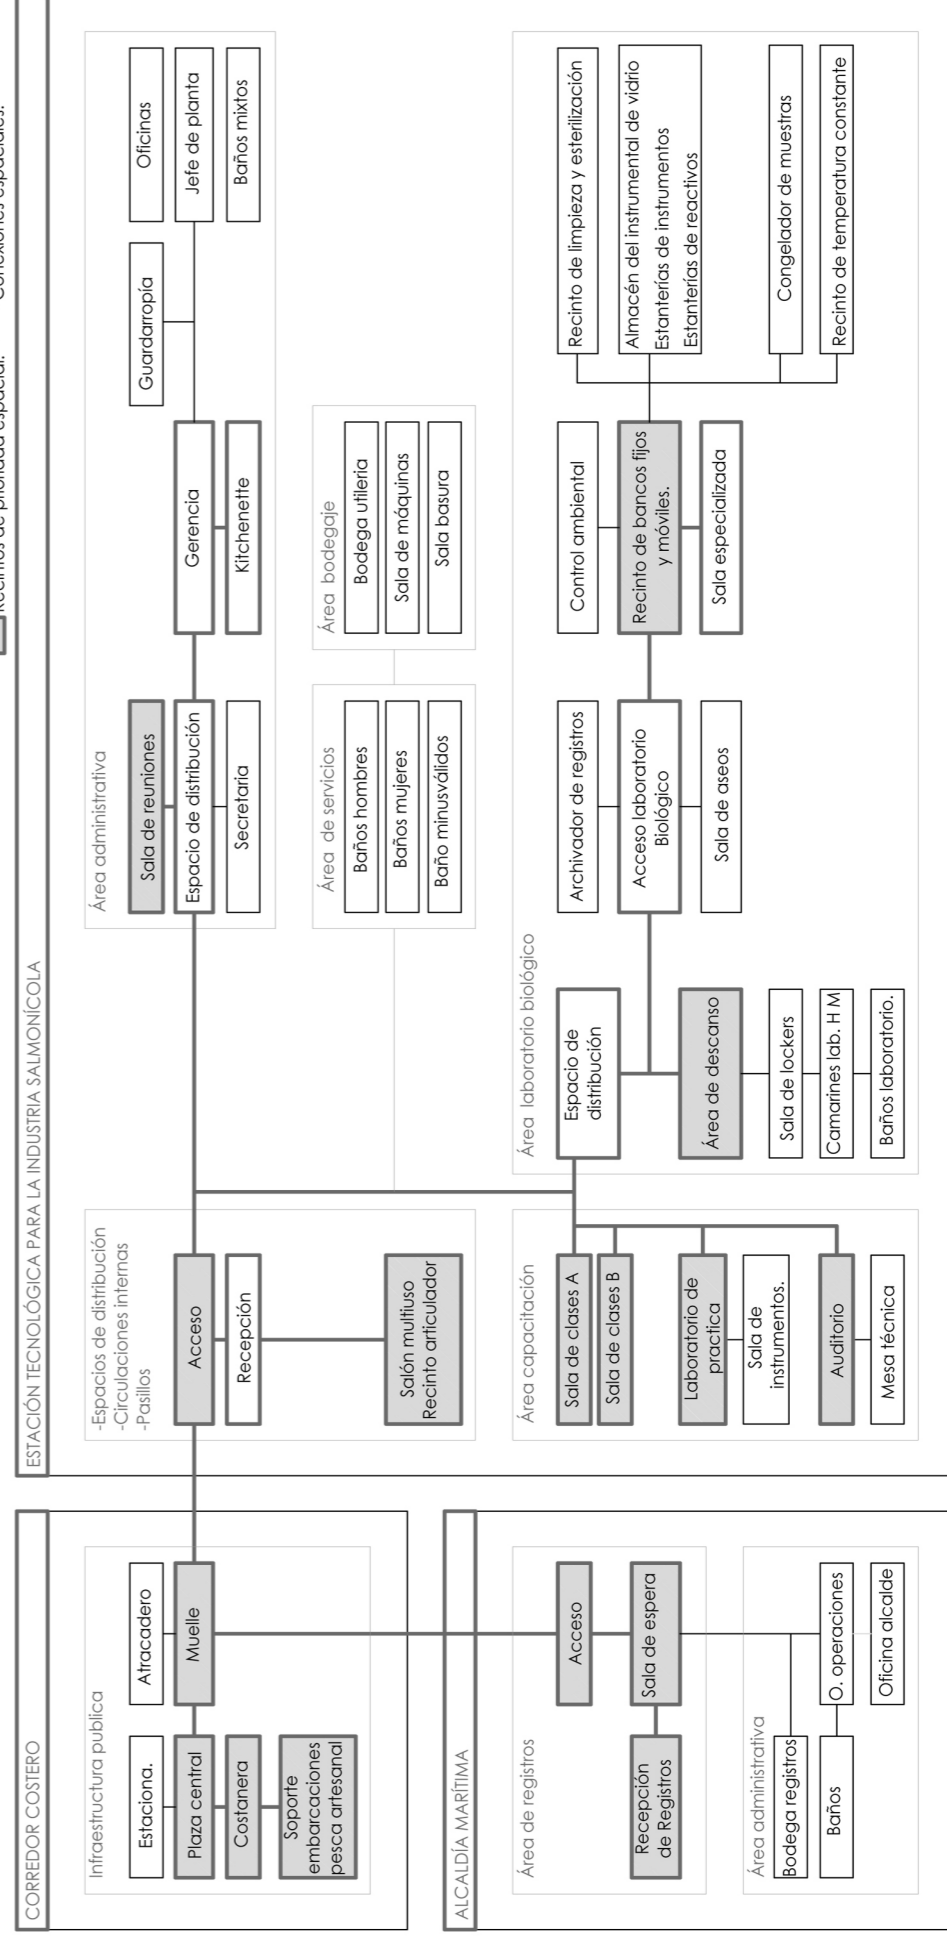 Recintos de prioridad espacial.
Conexiones espaciales.
CORREDOR COSTERO
Infraestructura publica
Estaciona.
Atracadero
Plaza central
Muelle
Costanera
Soporte
embarcaciones
pesca artesanal
ALCALDÍA MARÍTIMA
Área de registros
Acceso
Recepción
de Registros
Sala de espera
Área administrativa
Bodega registros
Baños
O. operaciones
Oficina alcalde
ESTACIÓN TECNOLÓGICA PARA LA INDUSTRIA SALMONÍCOLA
-Espacios de distribución
-Circulaciones internas
-Pasillos
Acceso
Recepción
Salón multiuso
Recinto articulador
Área administrativa
Sala de reuniones
Espacio de distribución
Secretaria
Gerencia
Kitchenette
Guardarropía
Oficinas
Jefe de planta
Baños mixtos
Área de servicios
Baños hombres
Baños mujeres
Baño minusválidos
Área bodegaje
Bodega utileria
Sala de máquinas
Sala basura
Área capacitación
Sala de clases A
Sala de clases B
Laboratorio de
practica
Sala de
instrumentos.
Auditorio
Mesa técnica
Área laboratorio biológico
Espacio de
distribución
Área de descanso
Sala de lockers
Camarines lab. H M
Baños laboratorio.
Archivador de registros
Acceso laboratorio
Biológico
Sala de aseos
Control ambiental
Recinto de bancos fijos
y móviles.
Sala especializada
Recinto de limpieza y esterilización
Almacén del instrumental de vidrio
Estanterías de instrumentos
Estanterías de reactivos
Congelador de muestras
Recinto de temperatura constante